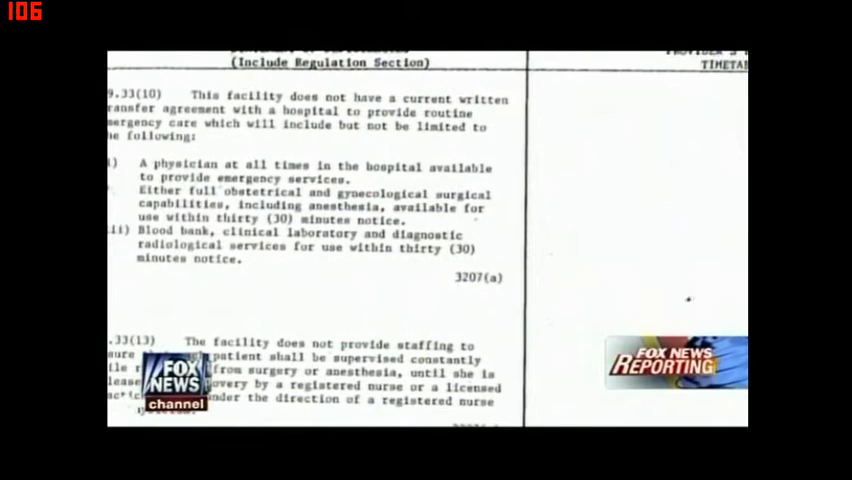 106
(Include Regulation Section)
TIMETA
9.33(10) This facility does not have a current written
ransfer agreement with a hospital to provide routine
mergency care which will include but not be limited to
he following:
i) A physician at all times in the hospital available
to provide emergency services.
Either full obstetrical and gynecological surgical
capabilities, including anesthesia, available for
use within thirty (30) minutes notice.
ii) Blood bank, clinical laboratory and diagnostic
radiological services for use within thirty (30)
minutes notice.
3207(a)
.33(13) The facility does not provide staffing to
sure patient shall be supervised constantly
from surgery or anesthesia, until she is
lease overy by a registered nurse or a licensed
under the direction of a registered nurse
FOX NEWS REPORTING
FOX NEWS channel